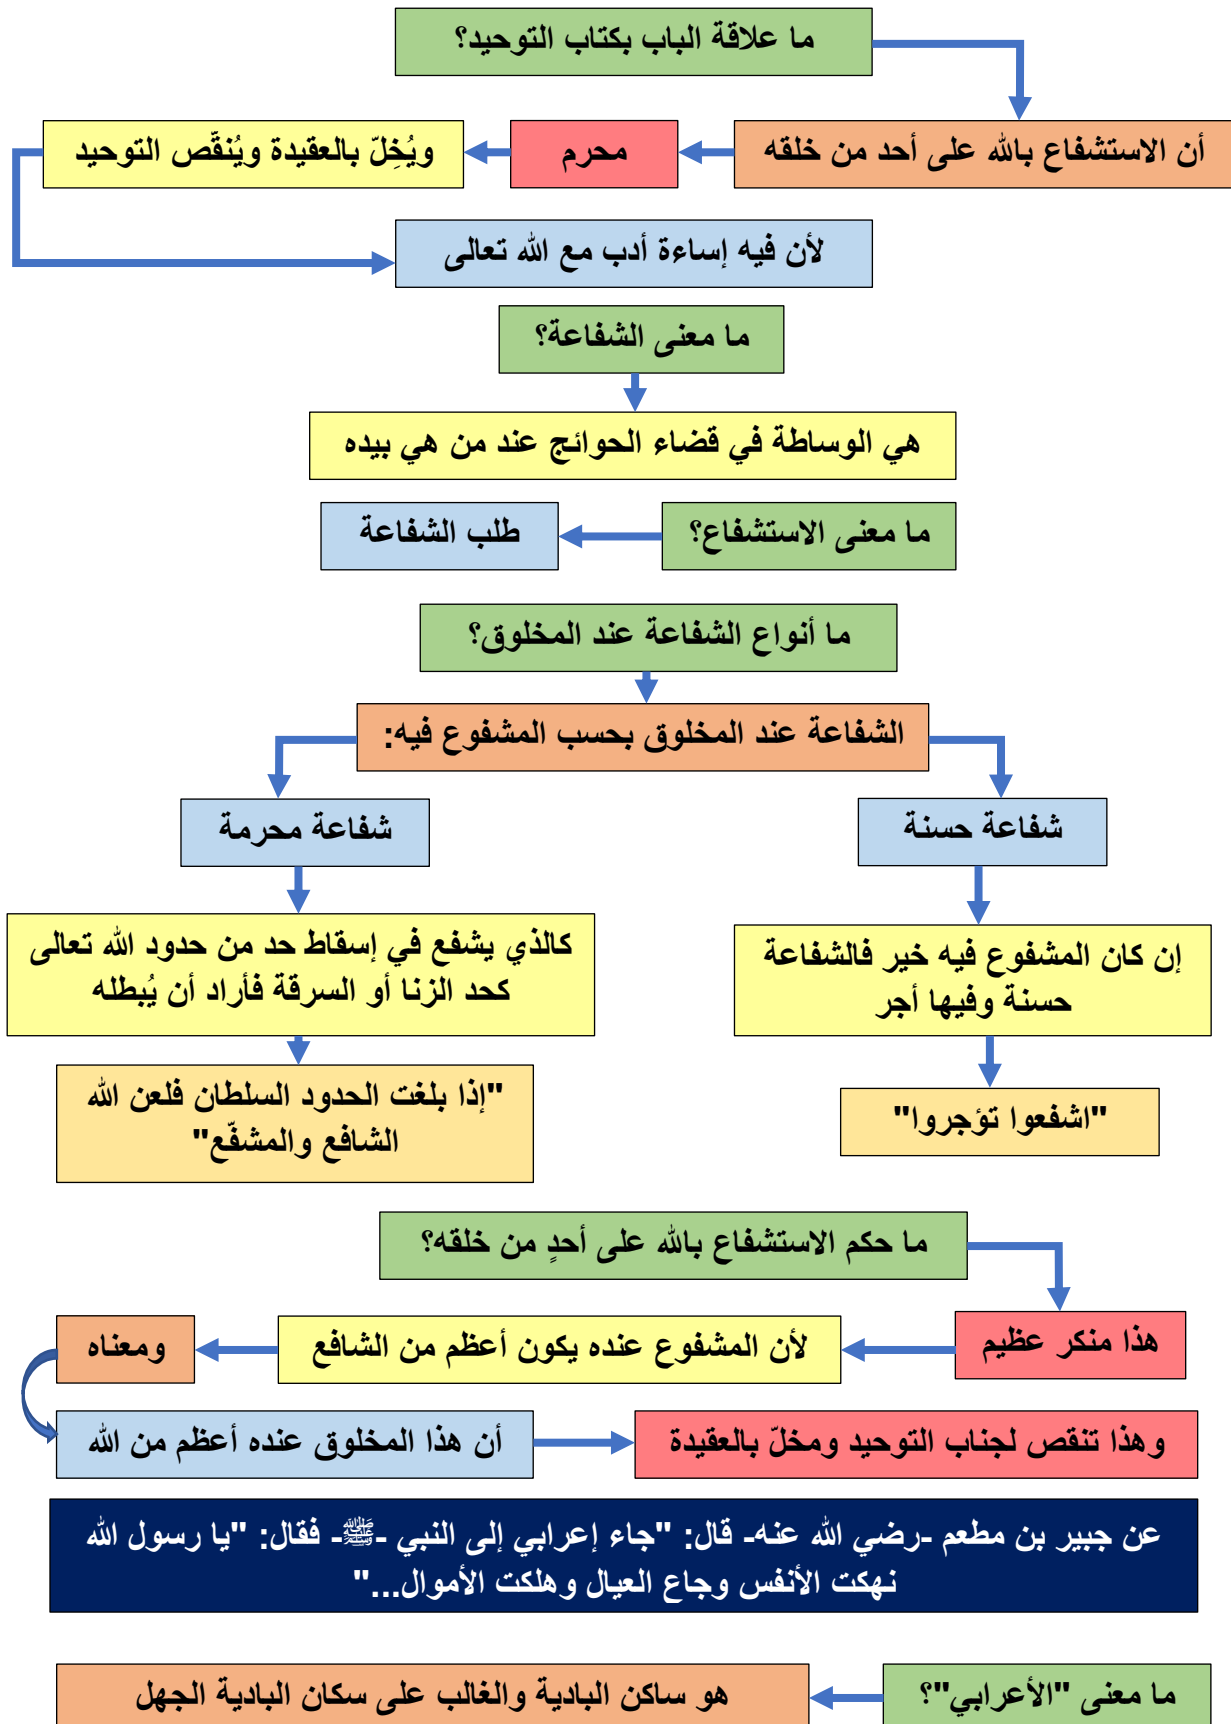 ما علاقة الباب بكتاب التوحيد؟
أن الاستشفاع بالله على أحد من خلقه
محرم
ويُخِلّ بالعقيدة ويُنقّص التوحيد
لأن فيه إساءة أدب مع الله تعالى
ما معنى الشفاعة؟
هي الوساطة في قضاء الحوائج عند من هي بيده
ما معنى الاستشفاع؟
طلب الشفاعة
ما أنواع الشفاعة عند المخلوق؟
الشفاعة عند المخلوق بحسب المشفوع فيه:
شفاعة حسنة
إن كان المشفوع فيه خير فالشفاعة
حسنة وفيها أجر
"اشفعوا تؤجروا"
شفاعة محرمة
كالذي يشفع في إسقاط حد من حدود الله تعالى
كحد الزنا أو السرقة فأراد أن يُبطله
"إذا بلغت الحدود السلطان فلعن الله
الشافع والمشفّع"
ما حكم الاستشفاع بالله على أحدٍ من خلقه؟
هذا منكر عظيم
لأن المشفوع عنده يكون أعظم من الشافع
ومعناه
أن هذا المخلوق عنده أعظم من الله
وهذا تنقص لجناب التوحيد ومخلّ بالعقيدة
عن جبير بن مطعم -رضي الله عنه- قال: "جاء إعرابي إلى النبي -ﷺ- فقال: "يا رسول الله
نهكت الأنفس وجاع العيال وهلكت الأموال..."
ما معنى "الأعرابي"؟
هو ساكن البادية والغالب على سكان البادية الجهل